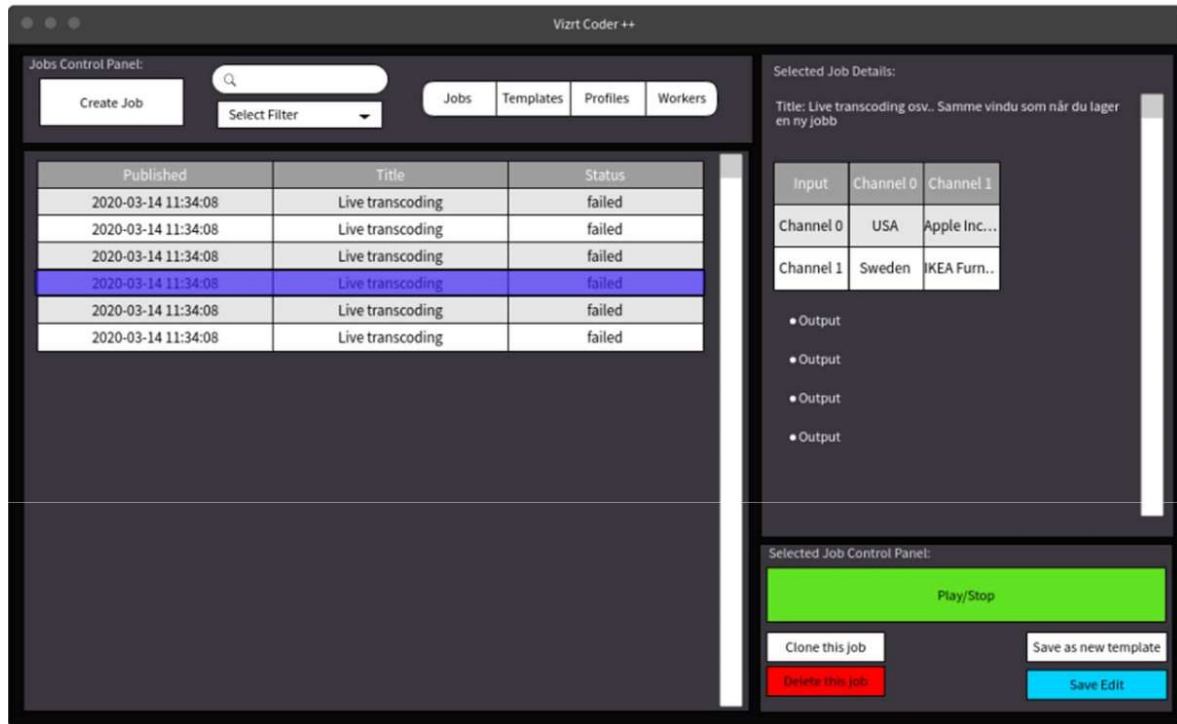 Vizrt Coder ++
Jobs Control Panel:
Create Job
Select Filter
Jobs Templates Profiles Workers
Published Title Status
2020-03-14 11:34:08 Live transcoding failed
2020-03-14 11:34:08 Live transcoding failed
2020-03-14 11:34:08 Live transcoding failed
2020-03-14 11:34:08 Live transcoding failed
2020-03-14 11:34:08 Live transcoding failed
2020-03-14 11:34:08 Live transcoding failed
Selected Job Details:
Title: Live transcoding osv.. Samme vindu som når du lager
en ny jobb
Input Channel 0 Channel 1
Channel 0 USA Apple Inc...
Channel 1 Sweden IKEA Furn..
• Output
• Output
• Output
• Output
Selected Job Control Panel:
Play/Stop
Clone this job Save as new template
Delete this job Save Edit